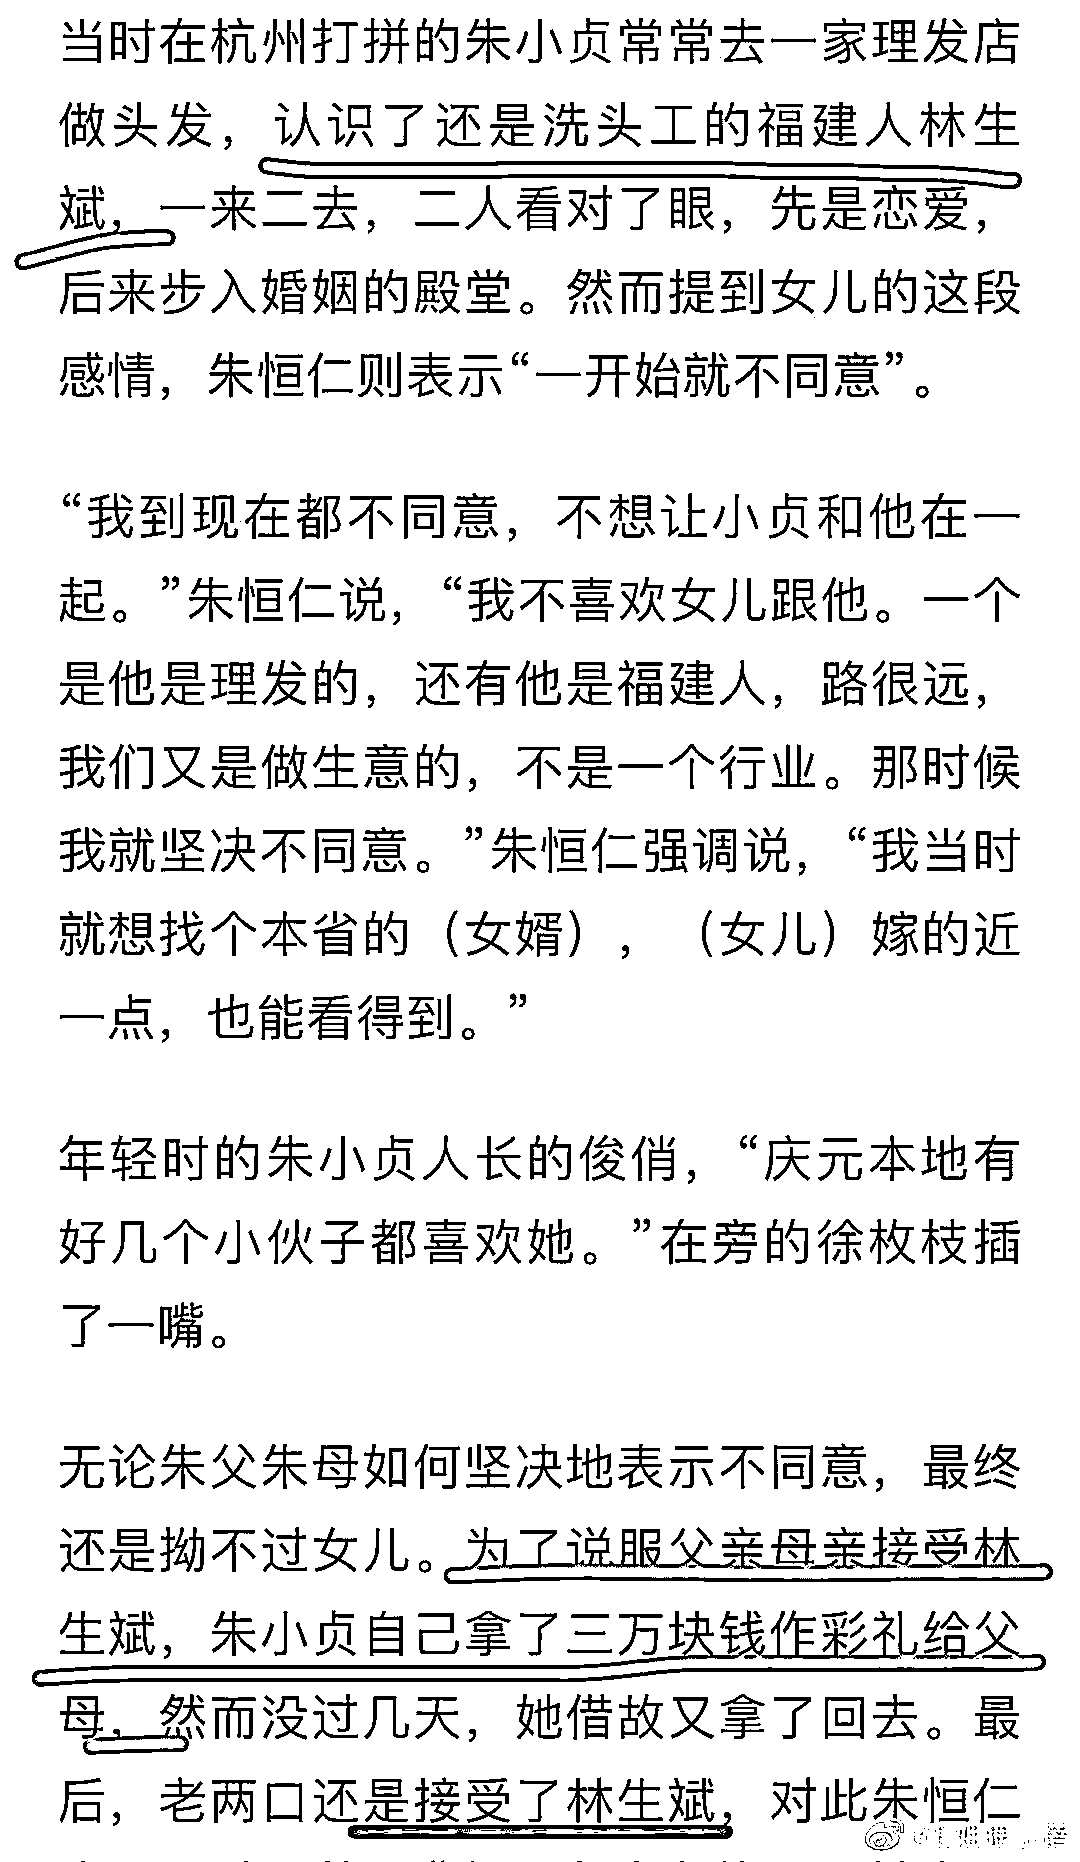 当时在杭州打拼的朱小贞常常去一家理发店
做头发，认识了还是洗头工的福建人林生
斌，一来二去，二人看对了眼，先是恋爱，
后来步入婚姻的殿堂。然而提到女儿的这段
感情，朱恒仁则表示“一开始就不同意”。
“我到现在都不同意，不想让小贞和他在一
起。”朱恒仁说，“我不喜欢女儿跟他。一个
是他是理发的，还有他是福建人，路很远，
我们又是做生意的，不是一个行业。那时候
我就坚决不同意。”朱恒仁强调说，“我当时
就想找个本省的（女婿），（女儿）嫁的近
一点，也能看得到。”
年轻时的朱小贞人长的俊俏，“庆元本地有
好几个小伙子都喜欢她。”在旁的徐枚枝插
了一嘴。
无论朱父朱母如何坚决地表示不同意，最终
还是拗不过女儿。为了说服父亲母亲接受林
生斌，朱小贞自己拿了三万块钱作彩礼给父
母，然而没过几天，她借故又拿了回去。最
后，老两口还是接受了林生斌，对此朱恒仁